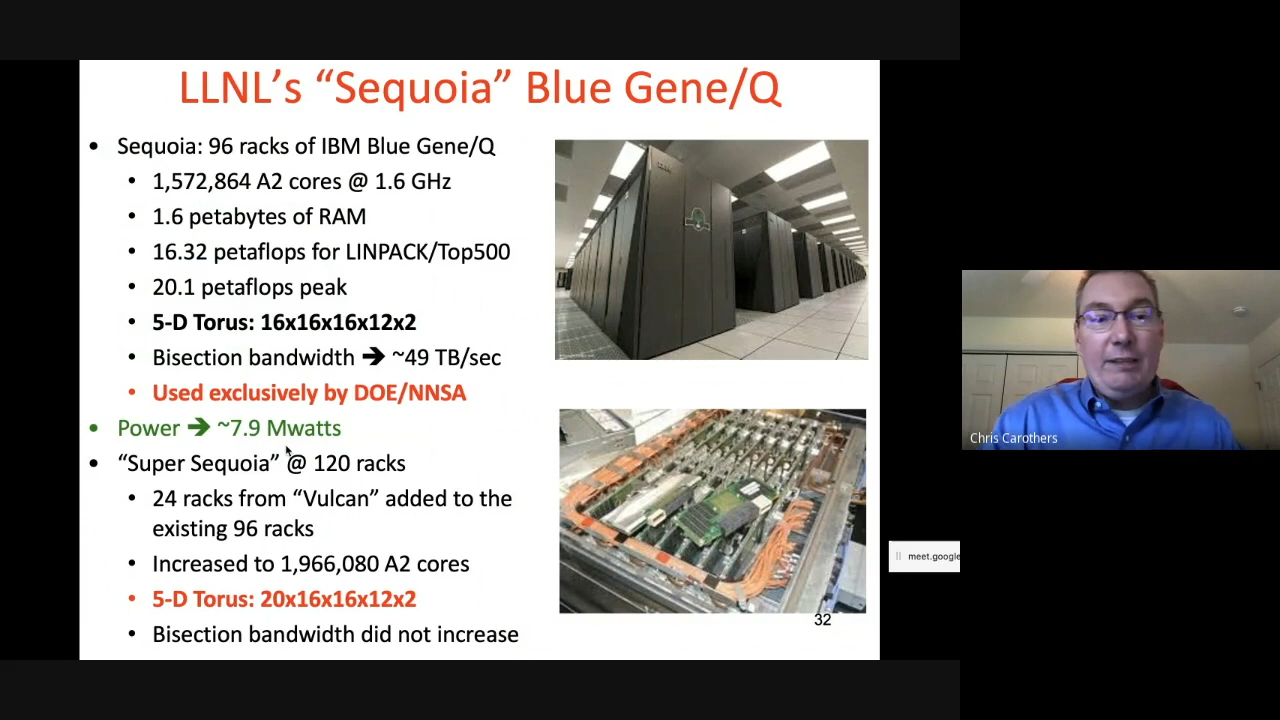 LLNL's “Sequoia” Blue Gene/Q
• Sequoia: 96 racks of IBM Blue Gene/Q
• 1,572,864 A2 cores @ 1.6 GHz
• 1.6 petabytes of RAM
• 16.32 petaflops for LINPACK/Top500
• 20.1 petaflops peak
• 5-D Torus: 16x16x16x12x2
• Bisection bandwidth ➔ ~49 TB/sec
• Used exclusively by DOE/NNSA
• Power ➔ ~7.9 Mwatts
• “Super Sequoia” @ 120 racks
• 24 racks from “Vulcan” added to the
existing 96 racks
• Increased to 1,966,080 A2 cores
• 5-D Torus: 20x16x16x12x2
• Bisection bandwidth did not increase
32
Chris Carothers
meet.google